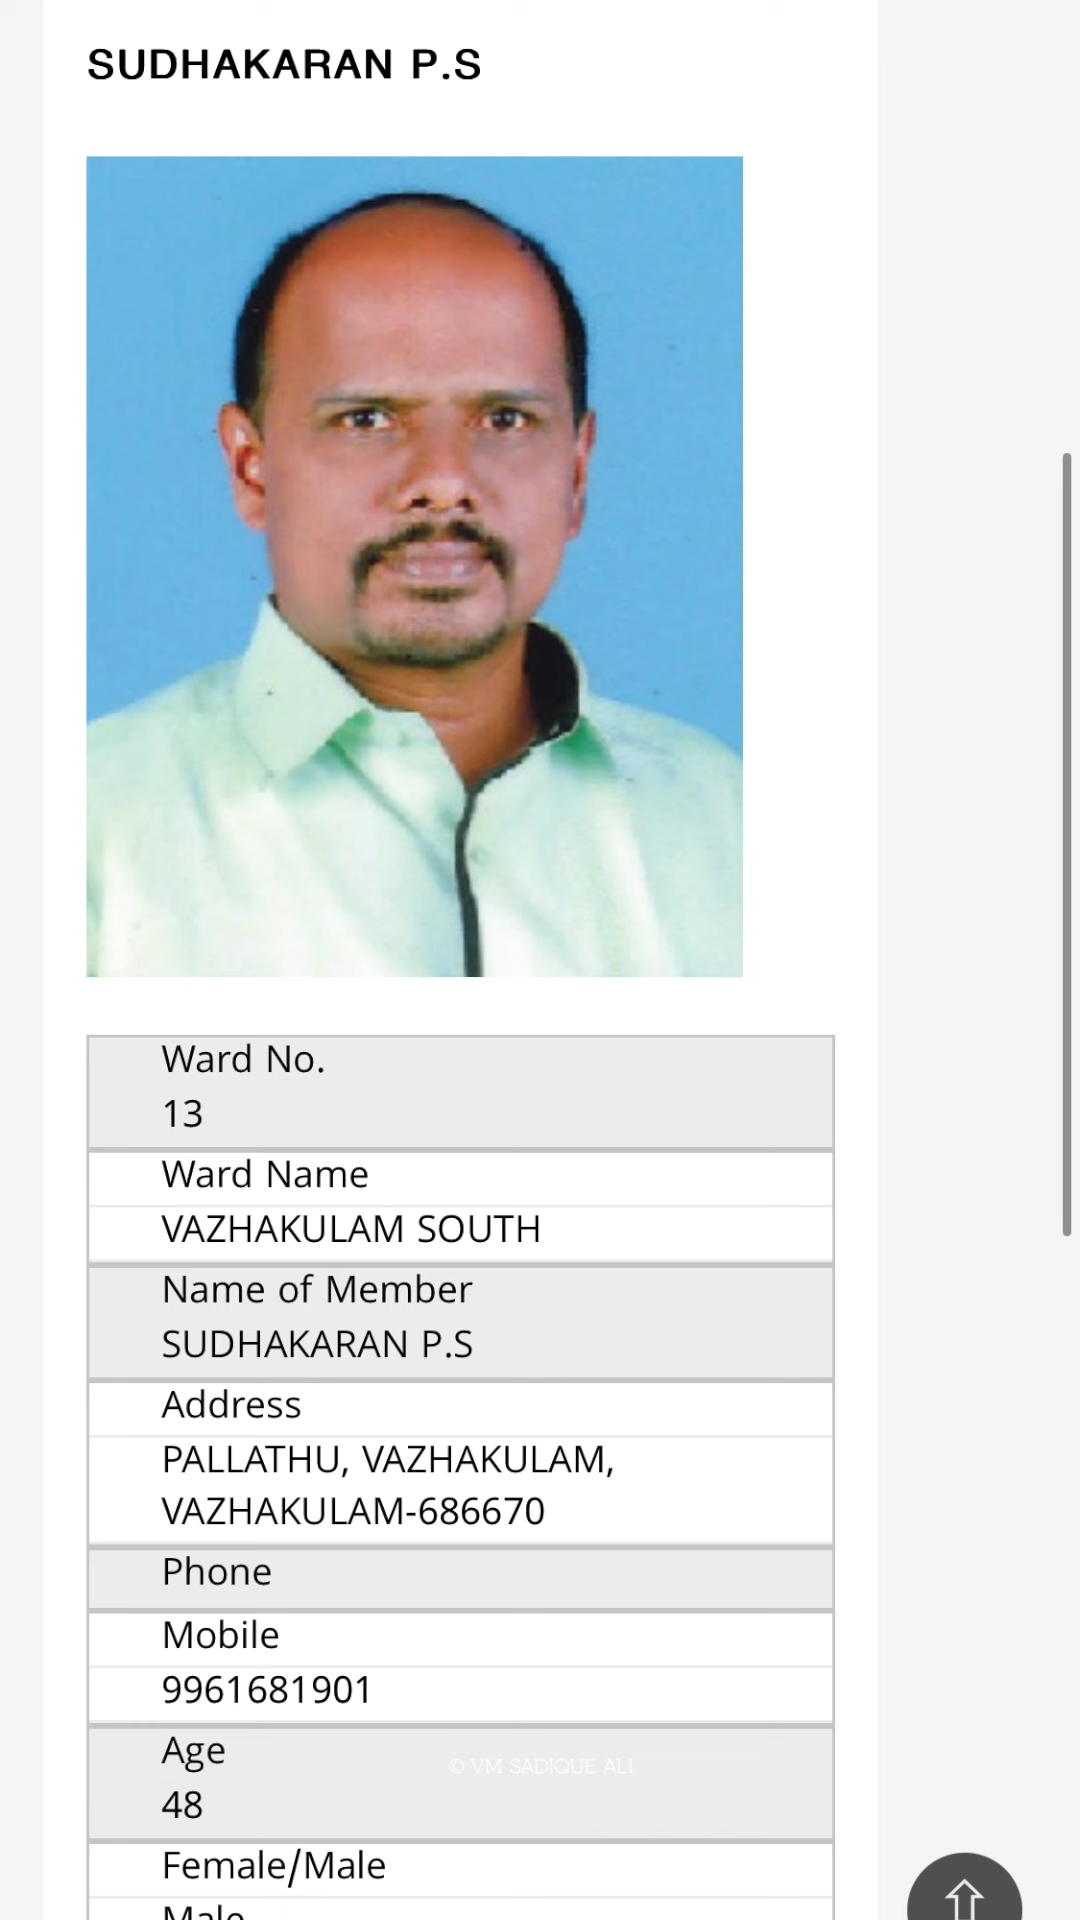 SUDHAKARAN P.S
Ward No.
13
Ward Name
VAZHAKULAM SOUTH
Name of Member
SUDHAKARAN P.S
Address
PALLATHU, VAZHAKULAM,
VAZHAKULAM-686670
Phone
Mobile
9961681901
Age
© VM SADIQUE ALI
48
Female/Male
Male